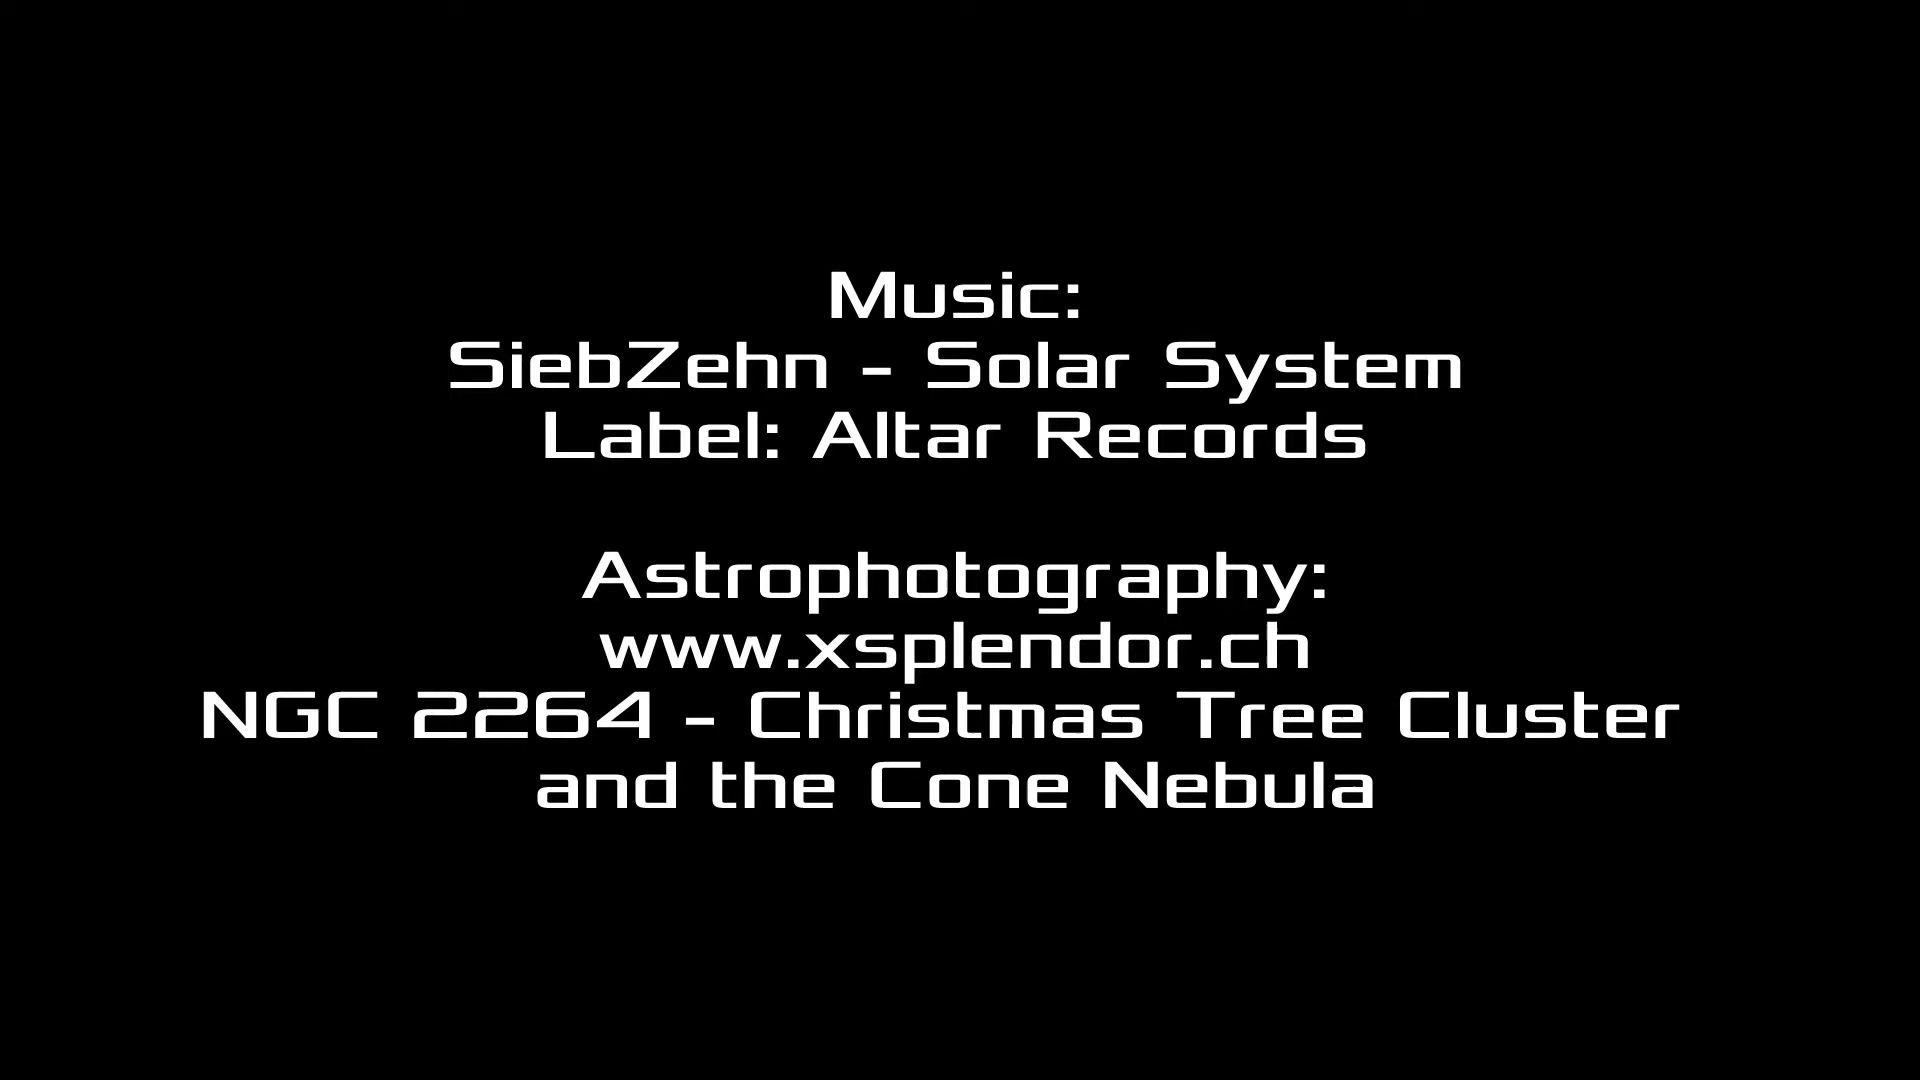 Music:
SiebZehn - Solar System
Label: Altar Records
Astrophotography:
www.xsplendor.ch
NGC 2264 - Christmas Tree Cluster
and the Cone Nebula